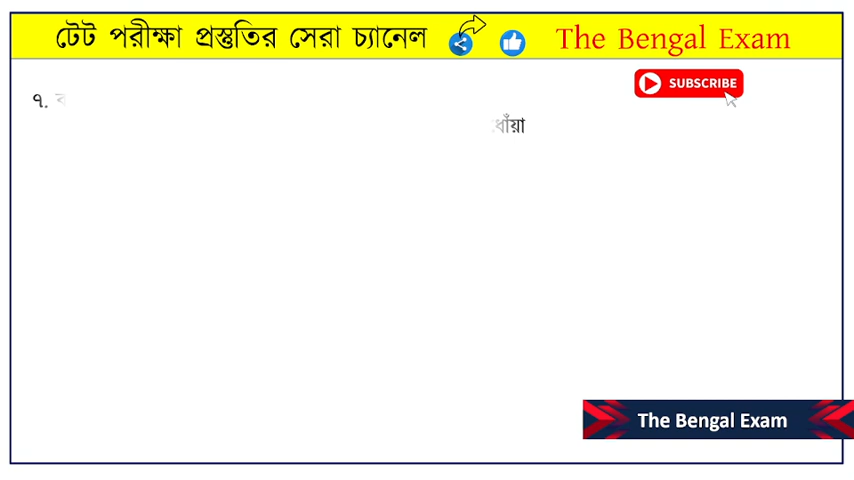 টেট পরীক্ষা প্রস্তুতির সেরা চ্যানেল The Bengal Exam
SUBSCRIBE
৭.
ধোঁয়া
The Bengal Exam